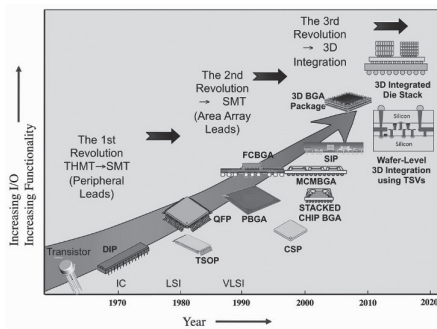 The 3rd
Revolution
→ 3D
Integration
The 2nd
Revolution
→ SMT
(Area Array
Leads)
The 1st
Revolution
THMT→SMT
(Peripheral
Leads)
3D BGA
Package
3D Integrated
Die Stack
Silicon
Silicon
Wafer-Level
3D Integration
using TSVs
FCBGA
SIP
MCMBGA
QFP
PBGA
STACKED
CHIP BGA
DIP
TSOP
CSP
Transistor
IC
LSI
VLSI
1970
1980
1990
2000
2010
2020
Year
Increasing I/O
Increasing Functionality